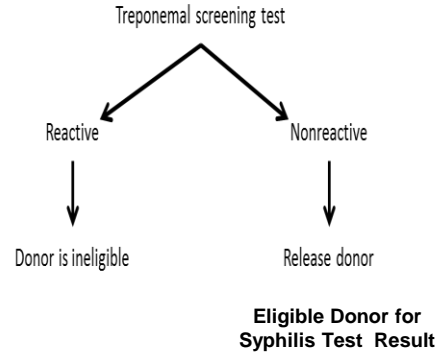 Treponemal screening test
Reactive
Nonreactive
Donor is ineligible
Release donor
Eligible Donor for
Syphilis Test Result